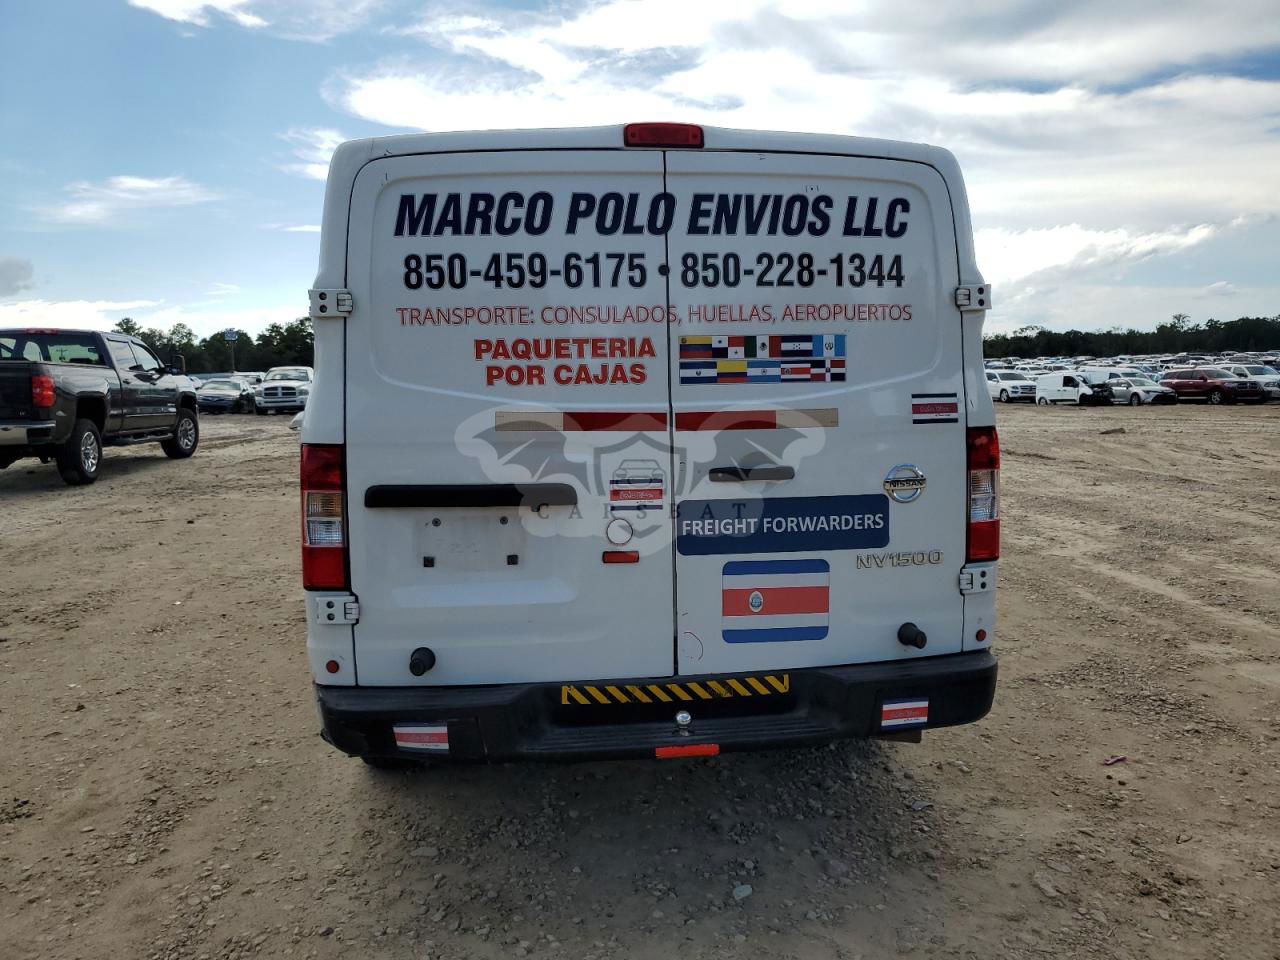 MARCO POLO ENVIOS LLC
850-459-6175 • 850-228-1344
TRANSPORTE: CONSULADOS, HUELLAS, AEROPUERTOS
PAQUETERIA
POR CAJAS
CARSBAT
NISSAN
FREIGHT FORWARDERS
NV1500